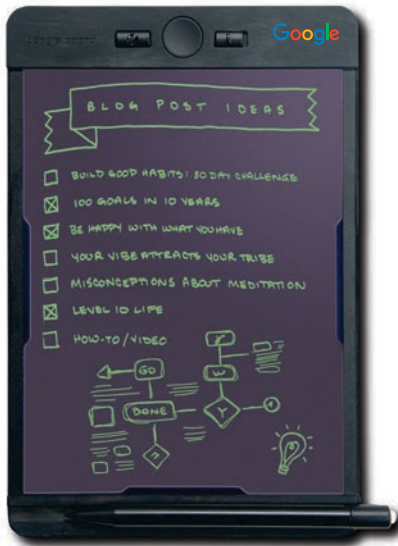 Google
BLOG POST IDEAS
BUILD GOOD HABITS: 30 DAY CHALLENGE
100 GOALS IN 10 YEARS
BE HAPPY WITH WHAT YOU HAVE
YOUR VIBE ATTRACTS YOUR TRIBE
MISCONCEPTIONS ABOUT MEDITATION
LEVEL 10 LIFE
HOW-TO/VIDEO
GO
W
DONE
Y